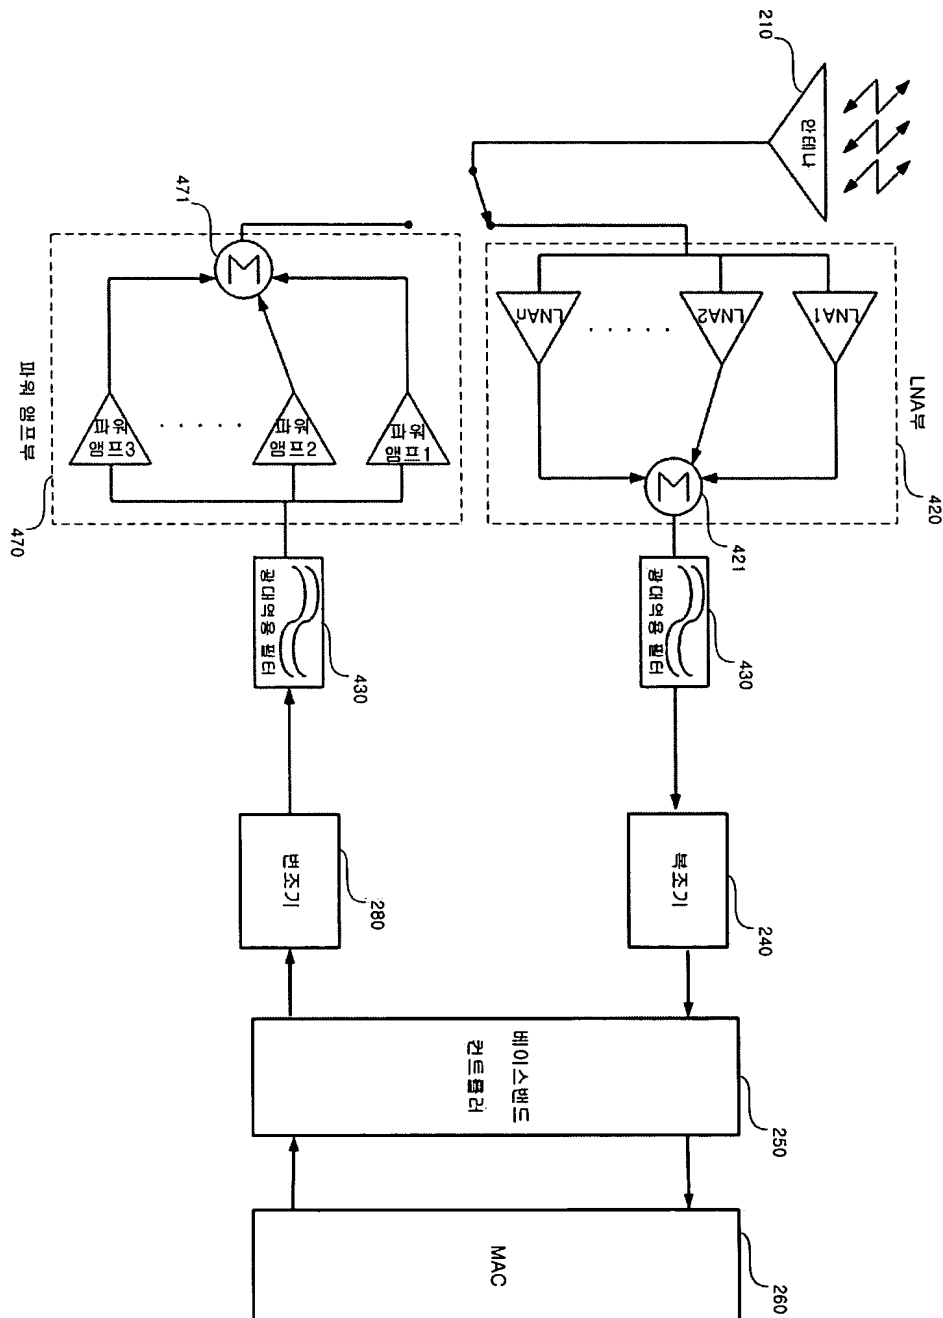 210
안테나
LNA부
420
LNA1
LNA2
. . . . .
LNAn
Σ
421
광대역용 필터
430
복조기
240
베이스밴드
컨트롤러
250
MAC
260
471
Σ
파워
앰프1
파워
앰프2
. . . . . .
파워
앰프3
파워 앰프부
470
광대역용 필터
430
변조기
280